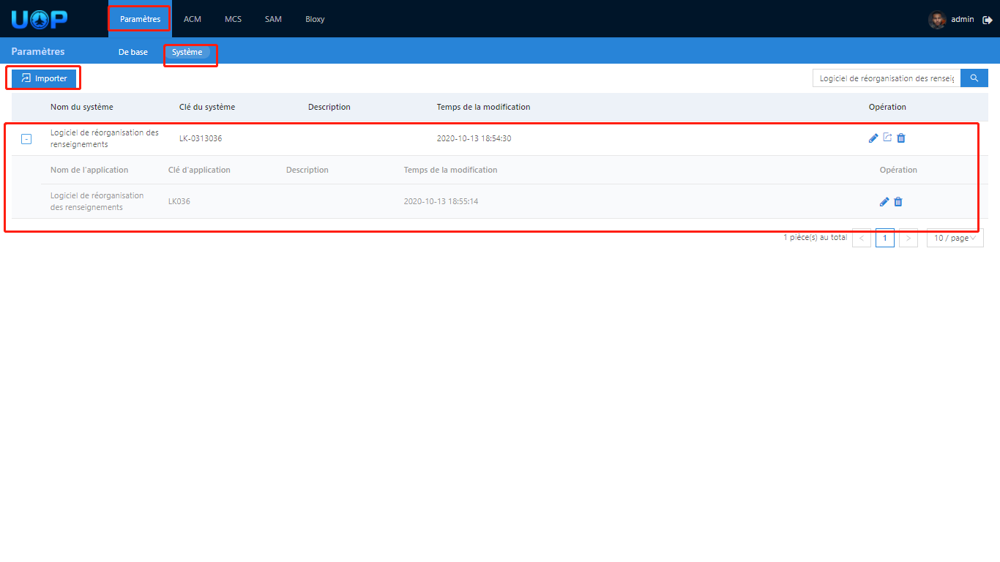 UOP
Paramètres
ACM
MCS
SAM
Bloxy
admin
Paramètres
De base
Système
Importer
Logiciel de réorganisation des
Nom du système
Clé du système
Description
Temps de la modification
Opération
Logiciel de réorganisation des
renseignements
LK-0313036
2020-10-13 18:54:30
Nom de l'application
Clé d'application
Description
Temps de la modification
Opération
Logiciel de réorganisation
des renseignements
LK036
2020-10-13 18:55:14
1 pièce(s) au total
<
1
>
10 / page